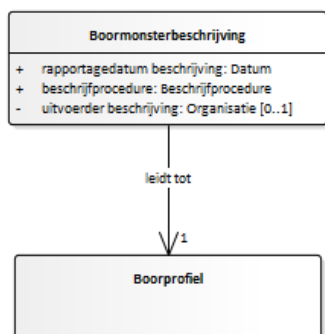 Boormonsterbeschrijving
+ rapportagedatum beschrijving: Datum
+ beschrijfprocedure: Beschrijfprocedure
- uitvoerder beschrijving: Organisatie [0..1]
leidt tot
1
Boorprofiel